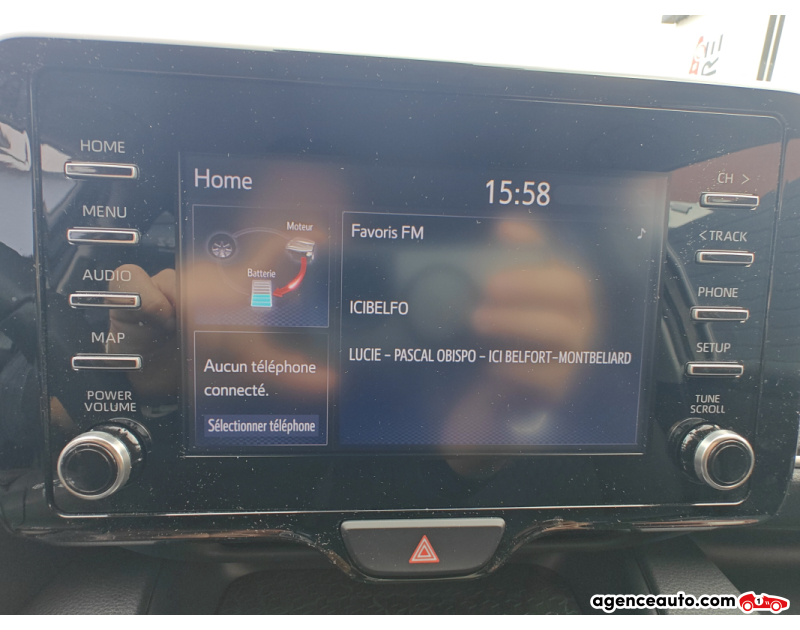 HOME
MENU
AUDIO
MAP
POWER
VOLUME
Home
15:58
Moteur
Batterie
Favoris FM
ICIBELFO
LUCIE - PASCAL OBISPO - ICI BELFORT-MONTBELIARD
Aucun téléphone
connecté.
Sélectionner téléphone
CH >
< TRACK
PHONE
SETUP
TUNE
SCROLL
agenceauto.com